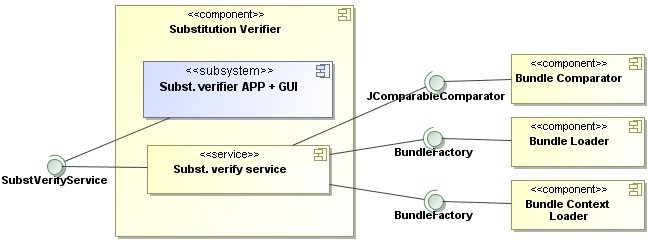 <<component>>
Substitution Verifier
<<subsystem>>
Subst. verifier APP + GUI
<<service>>
Subst. verify service
SubstVerifyService
JComparableComparator
BundleFactory
BundleFactory
<<component>>
Bundle Comparator
<<component>>
Bundle Loader
<<component>>
Bundle Context
Loader